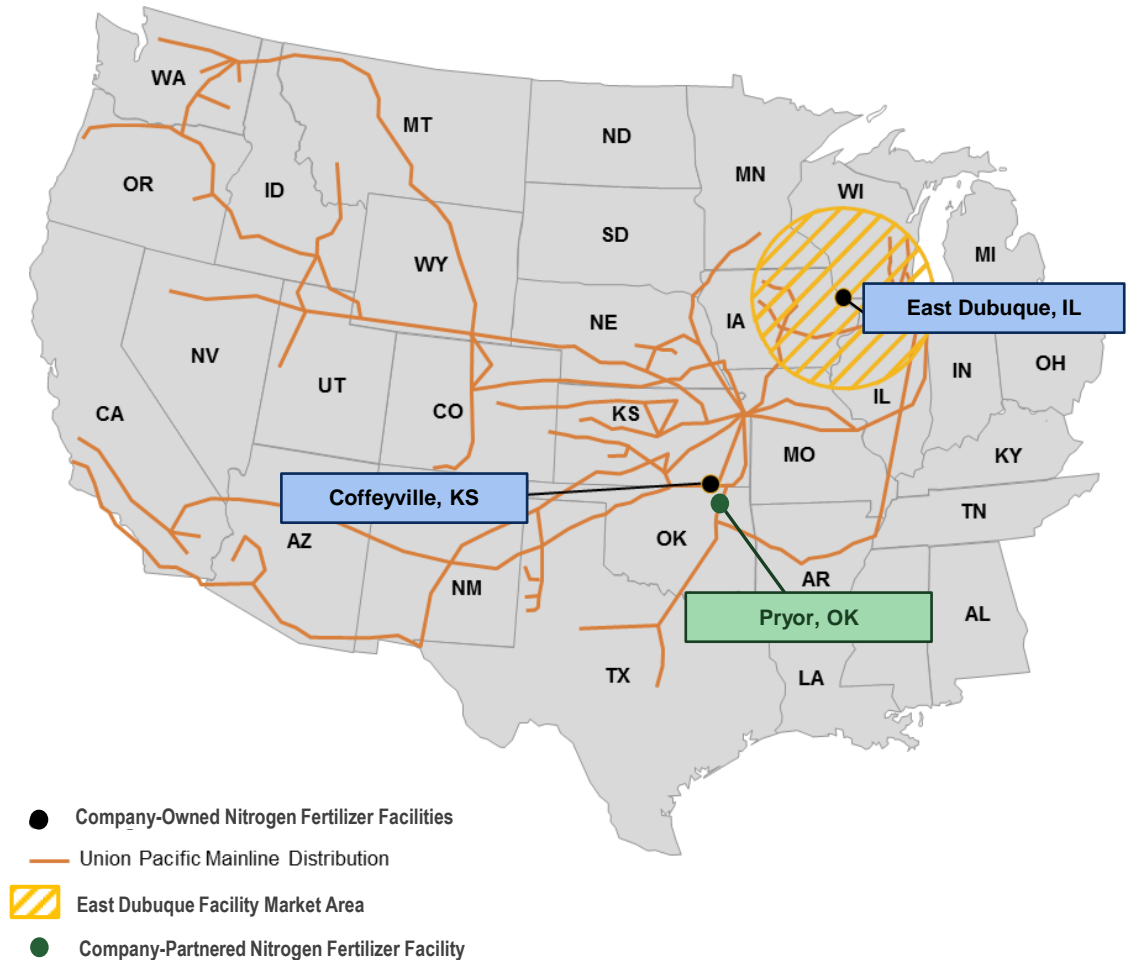 WA
MT
ND
MN
OR
ID
WI
SD
MI
WY
East Dubuque, IL
NE
IA
NV
OH
IN
UT
IL
CA
CO
KS
MO
KY
Coffeyville, KS
TN
AZ
OK
AR
NM
Pryor, OK
AL
TX
LA
Company-Owned Nitrogen Fertilizer Facilities
Union Pacific Mainline Distribution
East Dubuque Facility Market Area
Company-Partnered Nitrogen Fertilizer Facility